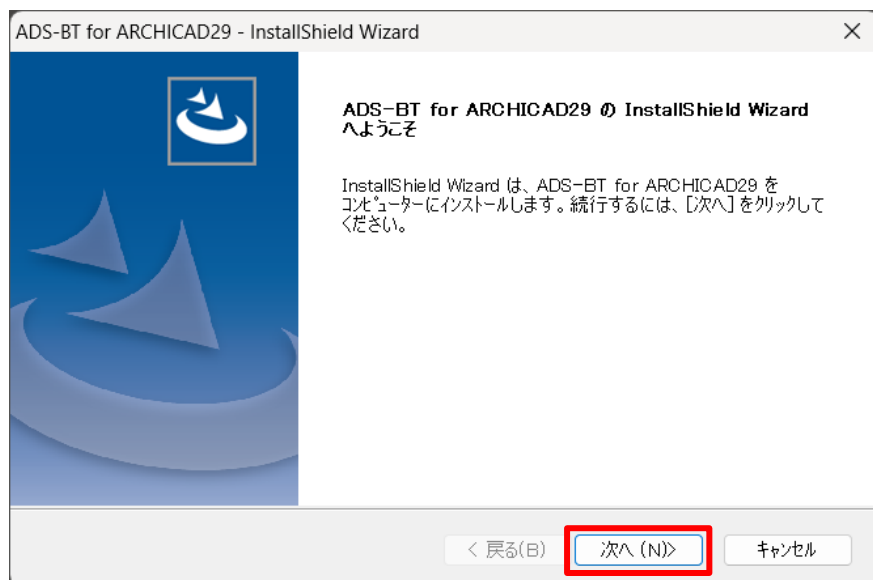 ADS-BT for ARCHICAD29 - InstallShield Wizard
ADS-BT for ARCHICAD29 の InstallShield Wizard
へようこそ
InstallShield Wizard は、ADS-BT for ARCHICAD29 を
コンピューターにインストールします。続行するには、[次へ] をクリックして
ください。
< 戻る(B)
次へ (N)>
キャンセル